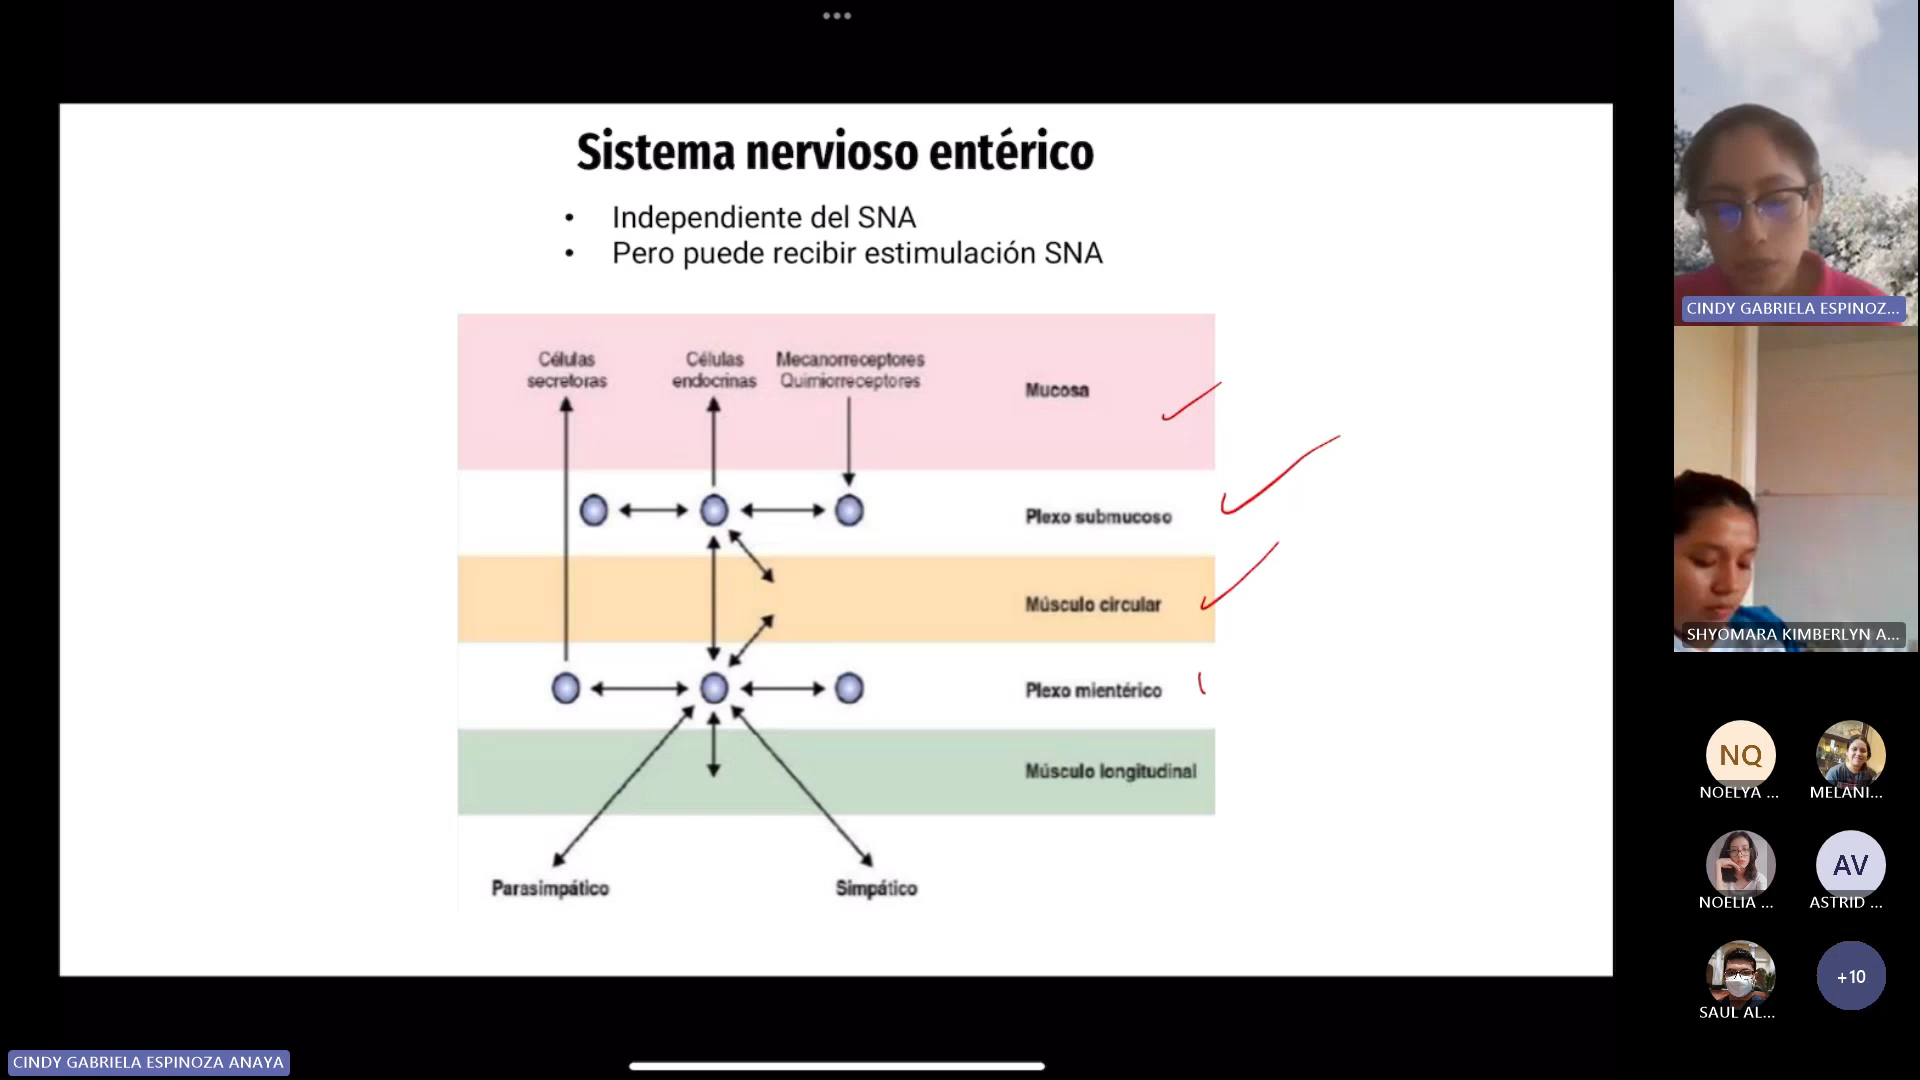 Sistema nervioso entérico
• Independiente del SNA
• Pero puede recibir estimulación SNA
Células secretoras
Células endocrinas
Mecanorreceptores Quimiorreceptores
Mucosa
Plexo submucoso
Músculo circular
Plexo mientérico
Músculo longitudinal
Parasimpático
Simpático
CINDY GABRIELA ESPINOZ...
SHYOMARA KIMBERLYN A...
NQ
NOELYA ...
MELANI...
NOELIA ...
AV
ASTRID ...
SAUL AL...
+10
CINDY GABRIELA ESPINOZA ANAYA